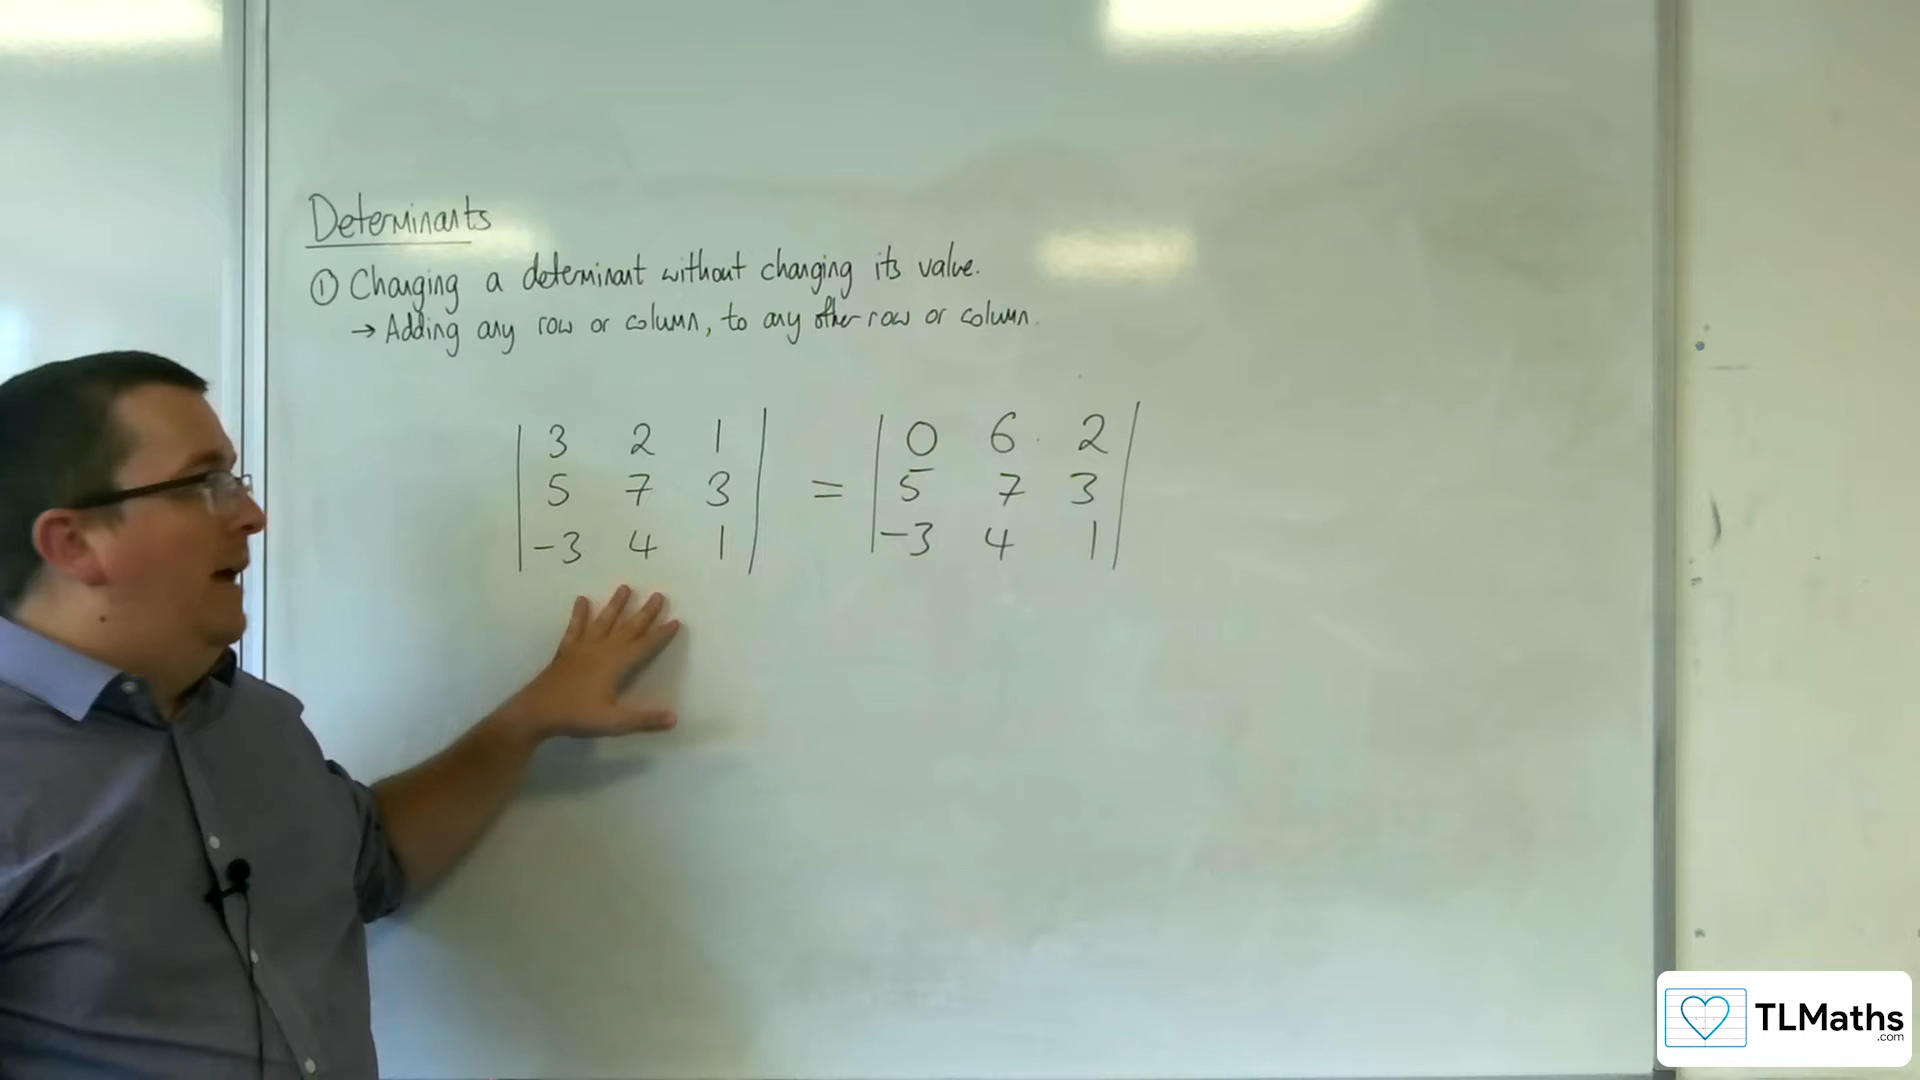 Determinants
① Changing a determinant without changing its value.
→ Adding any row or column, to any other row or column.
| 3 2 1 | = | 0 6 2 |
| 5 7 3 | | 5 7 3 |
| -3 4 1 | | -3 4 1 |
TLMaths
.com